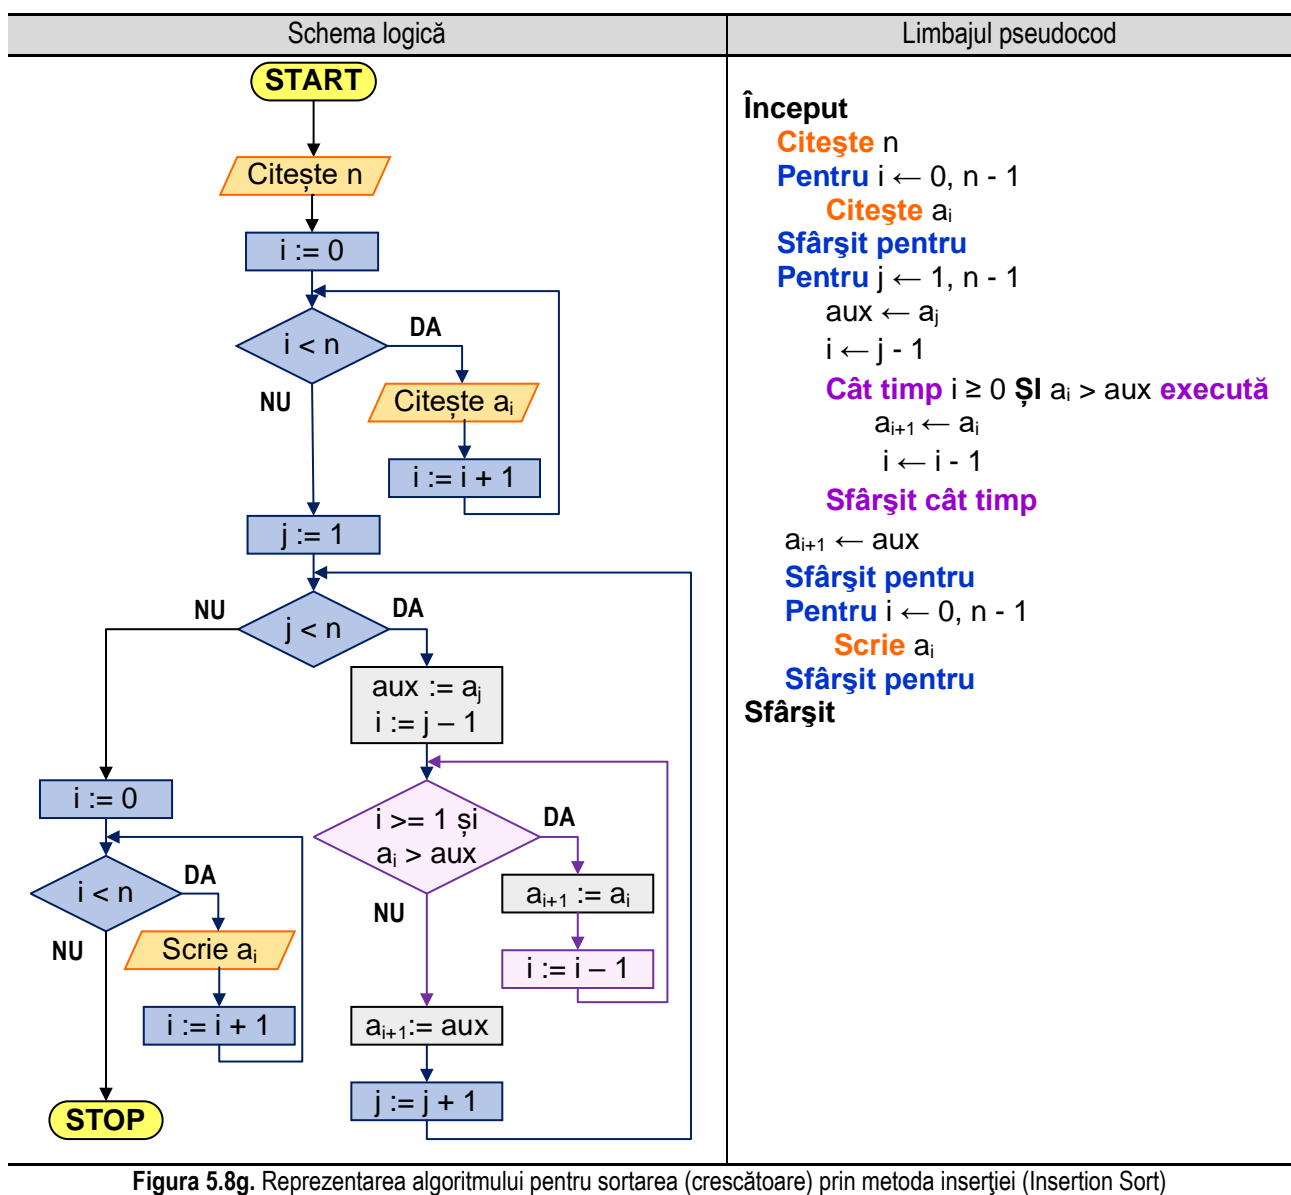 Schema logică
Limbajul pseudocod
START
Citește n
i := 0
i < n
DA
NU
Citește aᵢ
i := i + 1
j := 1
j < n
NU
DA
aux := aⱼ
i := j – 1
i := 0
i >= 1 și
aᵢ > aux
DA
NU
aᵢ₊₁ := aᵢ
i := i – 1
i < n
DA
NU
Scrie aᵢ
i := i + 1
aᵢ₊₁:= aux
j := j + 1
STOP
Început
Citeşte n
Pentru i ← 0, n - 1
Citeşte aᵢ
Sfârşit pentru
Pentru j ← 1, n - 1
aux ← aⱼ
i ← j - 1
Cât timp i ≥ 0 ȘI aᵢ > aux execută
aᵢ₊₁ ← aᵢ
i ← i - 1
Sfârşit cât timp
aᵢ₊₁ ← aux
Sfârşit pentru
Pentru i ← 0, n - 1
Scrie aᵢ
Sfârşit pentru
Sfârşit
Figura 5.8g. Reprezentarea algoritmului pentru sortarea (crescătoare) prin metoda inserţiei (Insertion Sort)